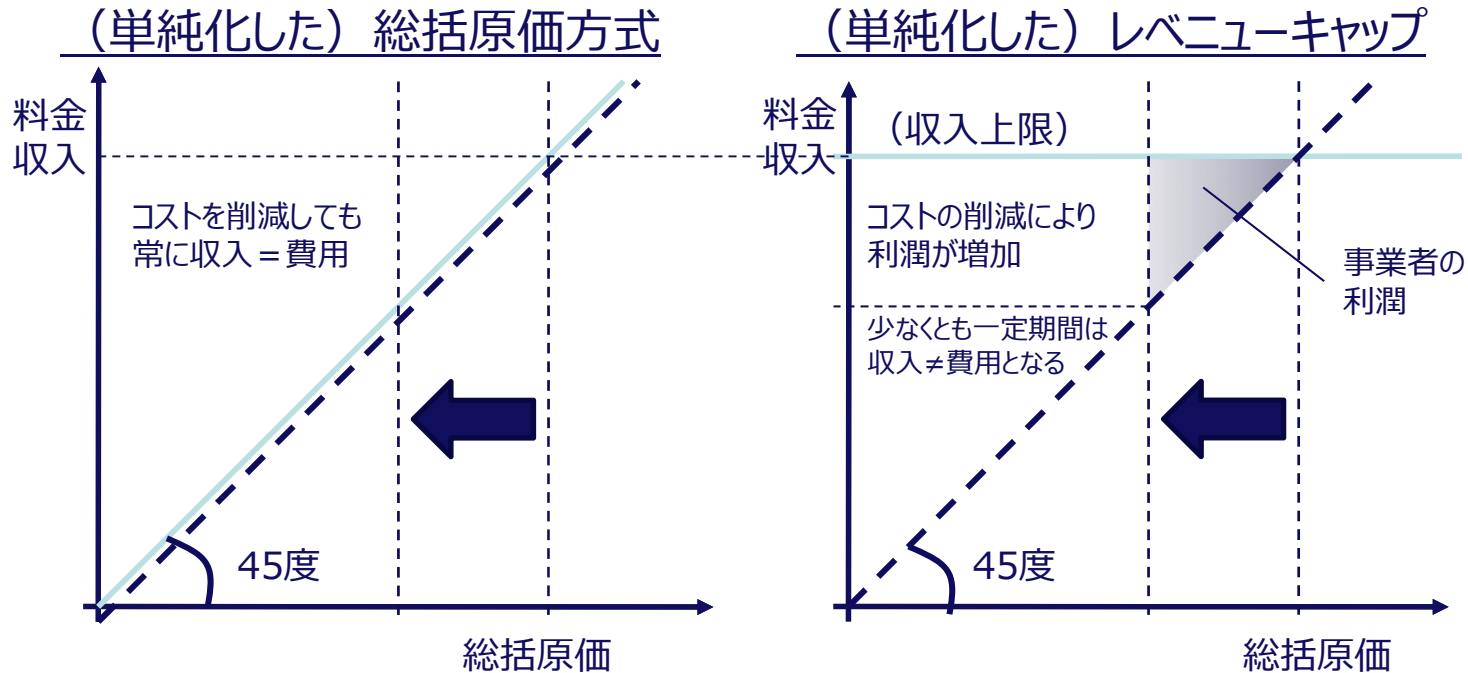 （単純化した）総括原価方式
料金
収入
コストを削減しても
常に収入＝費用
45度
総括原価
（単純化した）レベニューキャップ
料金
収入
（収入上限）
コストの削減により
利潤が増加
事業者の
利潤
少なくとも一定期間は
収入≠費用となる
45度
総括原価